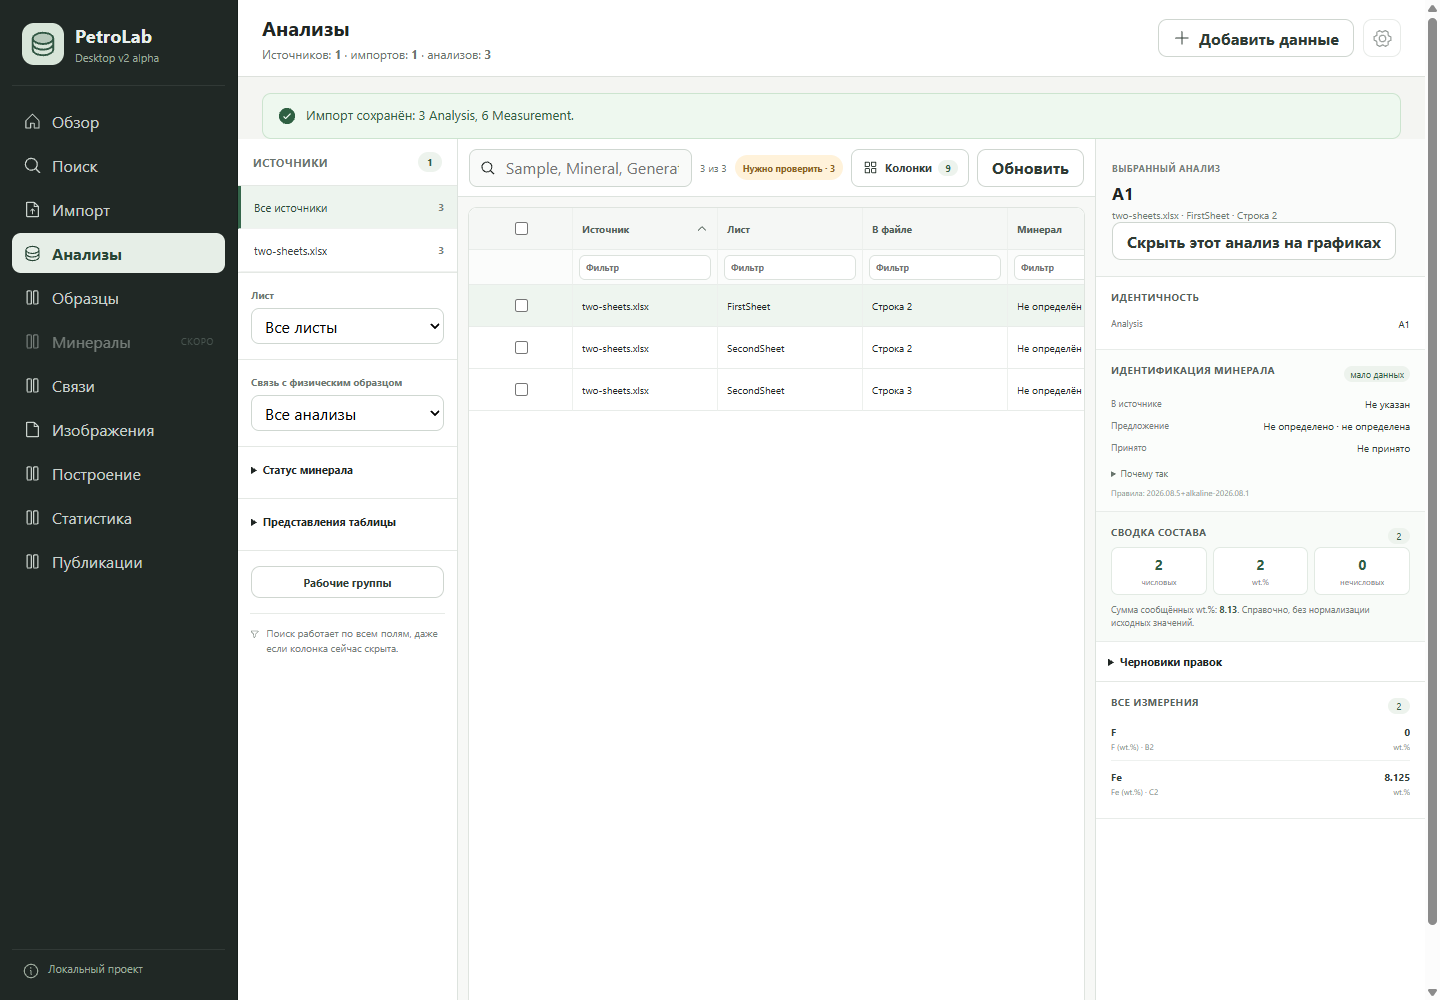 PetroLab
Desktop v2 alpha
Обзор
Поиск
Импорт
Анализы
Образцы
Минералы СКОРО
Связи
Изображения
Построение
Статистика
Публикации
Локальный проект
Анализы
Источников: 1 · импортов: 1 · анализов: 3
Добавить данные
Импорт сохранён: 3 Analysis, 6 Measurement.
ИСТОЧНИКИ 1
Все источники 3
two-sheets.xlsx 3
Лист
Все листы
Связь с физическим образцом
Все анализы
Статус минерала
Представления таблицы
Рабочие группы
Поиск работает по всем полям, даже
если колонка сейчас скрыта.
Sample, Mineral, Genera
3 из 3
Нужно проверить · 3
Колонки 9
Обновить
Источник Лист В файле Минерал
Фильтр Фильтр Фильтр Фильтр
two-sheets.xlsx FirstSheet Строка 2 Не определён
two-sheets.xlsx SecondSheet Строка 2 Не определён
two-sheets.xlsx SecondSheet Строка 3 Не определён
ВЫБРАННЫЙ АНАЛИЗ
A1
two-sheets.xlsx · FirstSheet · Строка 2
Скрыть этот анализ на графиках
ИДЕНТИЧНОСТЬ
Analysis A1
ИДЕНТИФИКАЦИЯ МИНЕРАЛА мало данных
В источнике Не указан
Предложение Не определено · не определена
Принято Не принято
Почему так
Правила: 2026.08.5+alkaline-2026.08.1
СВОДКА СОСТАВА 2
2 2 0
числовых wt.% нечисловых
Сумма сообщённых wt.%: 8.13. Справочно, без нормализации
исходных значений.
Черновики правок
ВСЕ ИЗМЕРЕНИЯ 2
F 0
F (wt.%) · B2 wt.%
Fe 8.125
Fe (wt.%) · C2 wt.%